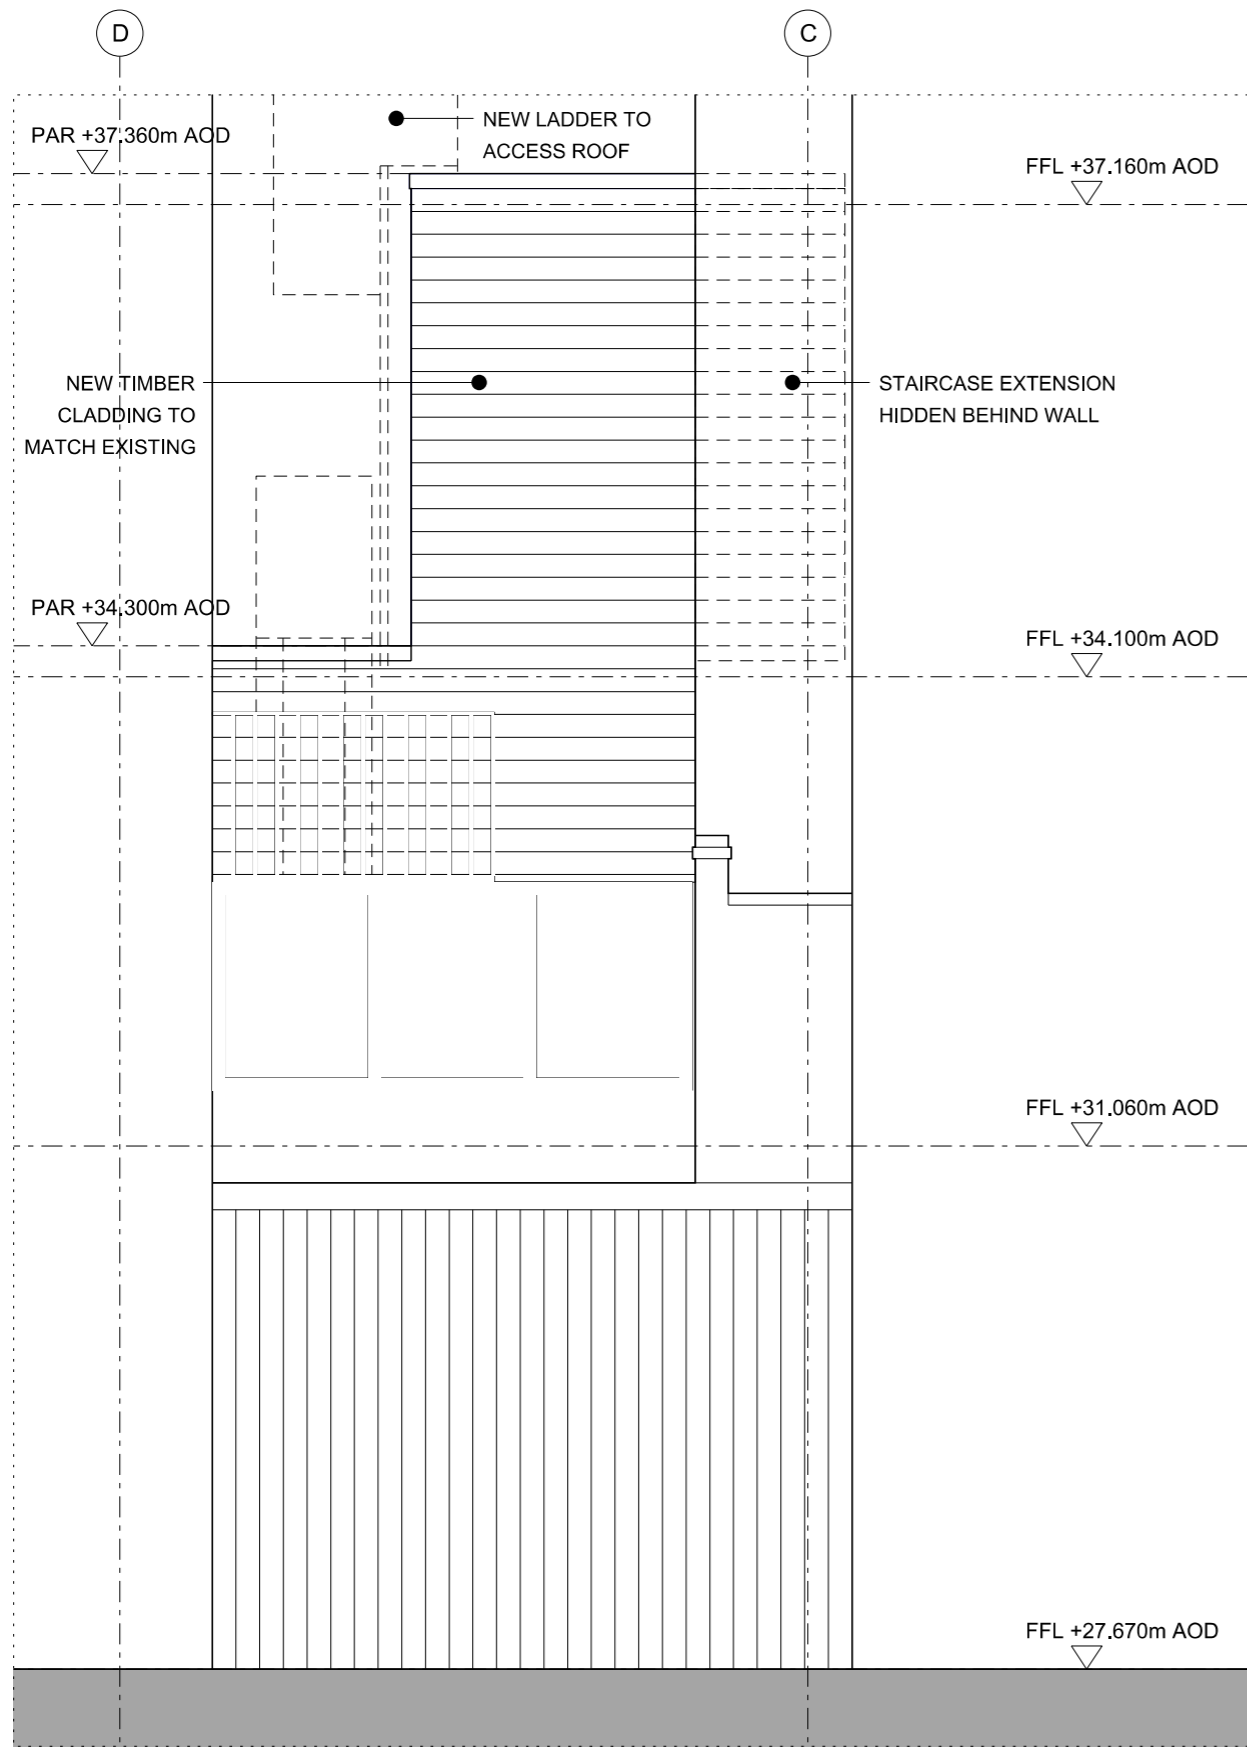 D
C
NEW LADDER TO
ACCESS ROOF
PAR +37.360m AOD
FFL +37.160m AOD
NEW TIMBER
CLADDING TO
MATCH EXISTING
STAIRCASE EXTENSION
HIDDEN BEHIND WALL
PAR +34.300m AOD
FFL +34.100m AOD
FFL +31.060m AOD
FFL +27.670m AOD